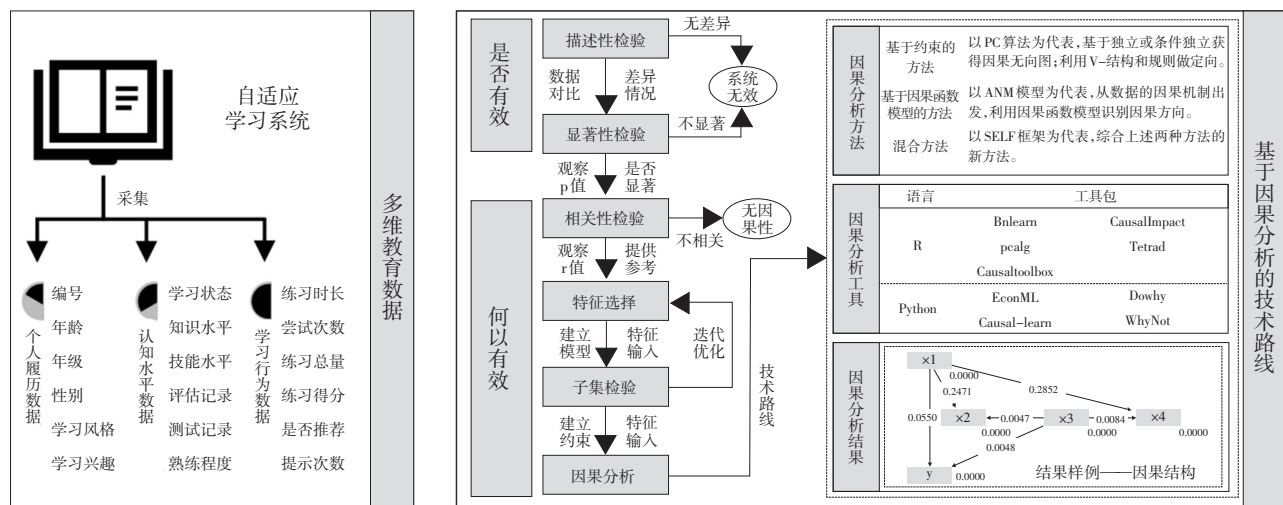 自适应
学习系统
采集
编号
年龄
年级
性别
学习风格
学习兴趣
个人履历数据
学习状态
知识水平
技能水平
评估记录
测试记录
熟练程度
认知水平数据
练习时长
尝试次数
练习总量
练习得分
是否推荐
提示次数
学习行为数据
多维教育数据
是否有效
描述性检验
无差异
数据 差异
对比 情况
系统
无效
显著性检验
不显著
观察 是否
p值 显著
何以有效
相关性检验
不相关
无因
果性
观察 提供
r值 参考
特征选择
建立 特征
模型 输入
迭代
优化
子集检验
建立 特征
约束 输入
因果分析
技术路线
因果分析方法
基于约束的
方法
以PC算法为代表,基于独立或条件独立获
得因果无向图;利用V-结构和规则做定向。
基于因果函数
模型的方法
以ANM模型为代表,从数据的因果机制出
发,利用因果函数模型识别因果方向。
混合方法
以SELF框架为代表,综合上述两种方法的
新方法。
因果分析工具
语言 工具包
R
Bnlearn CausalImpact
pcalg Tetrad
Causaltoolbox
Python
EconML Dowhy
Causal-learn WhyNot
因果分析结果
×1
0.0000
0.2471 0.2852
0.0550 ×2 0.0047 ×3 0.0084 ×4
0.0000 0.0000 0.0000
0.0048
y 0.0000
结果样例——因果结构
基于因果分析的技术路线